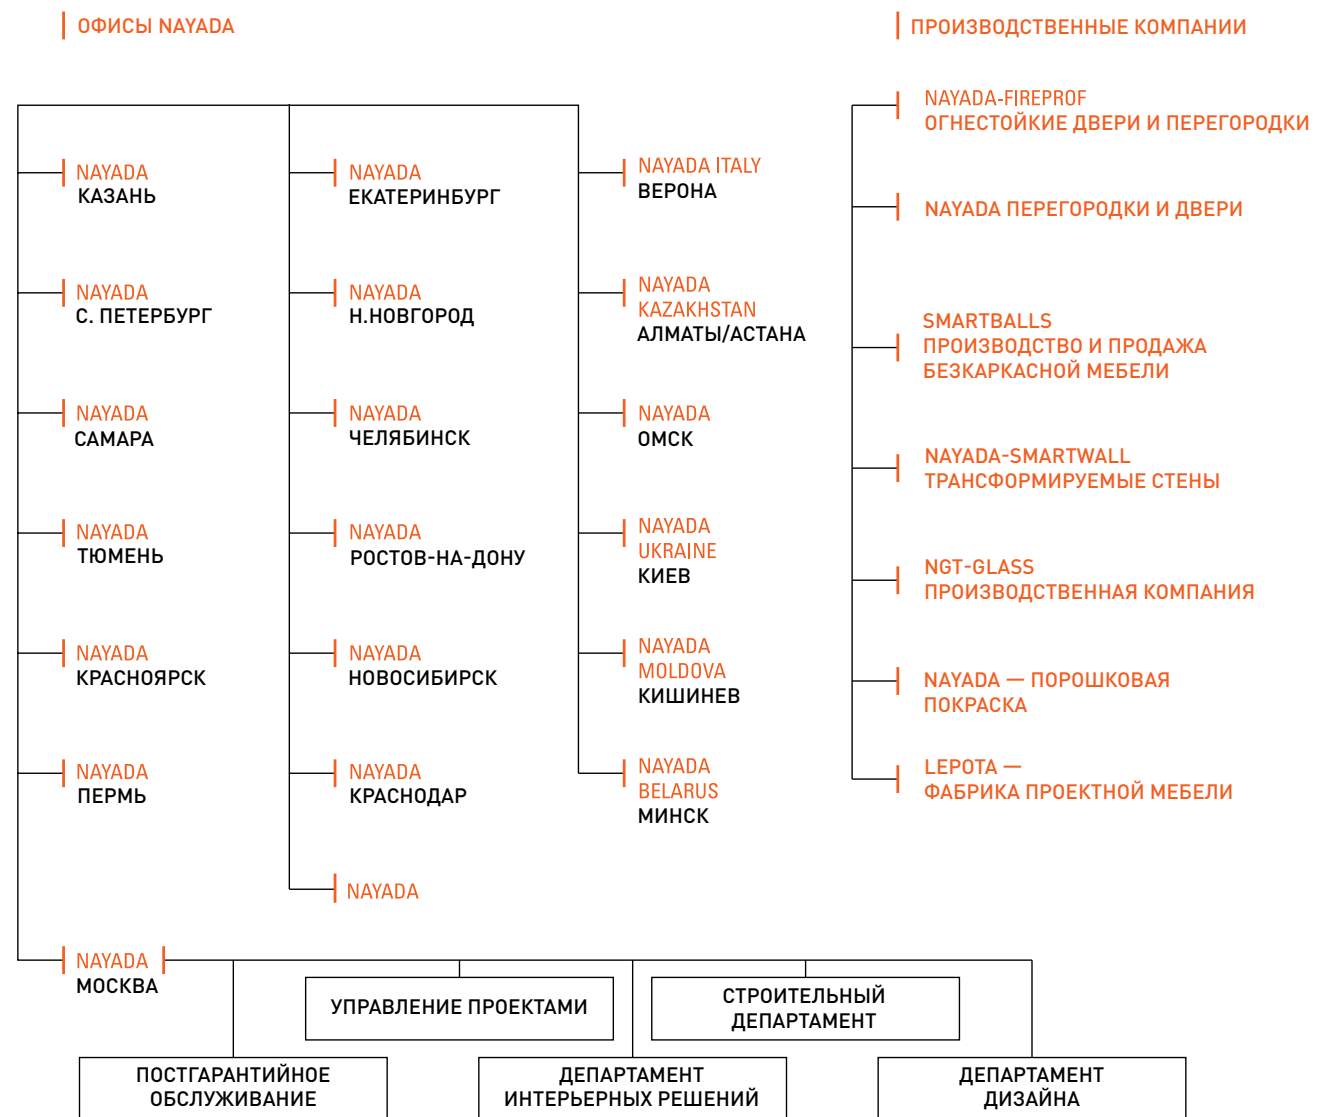 ОФИСЫ NAYADA
NAYADA
КАЗАНЬ
NAYADA
С. ПЕТЕРБУРГ
NAYADA
САМАРА
NAYADA
ТЮМЕНЬ
NAYADA
КРАСНОЯРСК
NAYADA
ПЕРМЬ
NAYADA
МОСКВА
NAYADA
ЕКАТЕРИНБУРГ
NAYADA
Н.НОВГОРОД
NAYADA
ЧЕЛЯБИНСК
NAYADA
РОСТОВ-НА-ДОНУ
NAYADA
НОВОСИБИРСК
NAYADA
КРАСНОДАР
NAYADA
NAYADA ITALY
ВЕРОНА
NAYADA
KAZAKHSTAN
АЛМАТЫ/АСТАНА
NAYADA
ОМСК
NAYADA
UKRAINE
КИЕВ
NAYADA
MOLDOVA
КИШИНЕВ
NAYADA
BELARUS
МИНСК
ПРОИЗВОДСТВЕННЫЕ КОМПАНИИ
NAYADA-FIREPROF
ОГНЕСТОЙКИЕ ДВЕРИ И ПЕРЕГОРОДКИ
NAYADA ПЕРЕГОРОДКИ И ДВЕРИ
SMARTBALLS
ПРОИЗВОДСТВО И ПРОДАЖА
БЕЗКАРКАСНОЙ МЕБЕЛИ
NAYADA-SMARTWALL
ТРАНСФОРМИРУЕМЫЕ СТЕНЫ
NGT-GLASS
ПРОИЗВОДСТВЕННАЯ КОМПАНИЯ
NAYADA — ПОРОШКОВАЯ
ПОКРАСКА
LEPOTA —
ФАБРИКА ПРОЕКТНОЙ МЕБЕЛИ
УПРАВЛЕНИЕ ПРОЕКТАМИ
СТРОИТЕЛЬНЫЙ
ДЕПАРТАМЕНТ
ПОСТГАРАНТИЙНОЕ
ОБСЛУЖИВАНИЕ
ДЕПАРТАМЕНТ
ИНТЕРЬЕРНЫХ РЕШЕНИЙ
ДЕПАРТАМЕНТ
ДИЗАЙНА